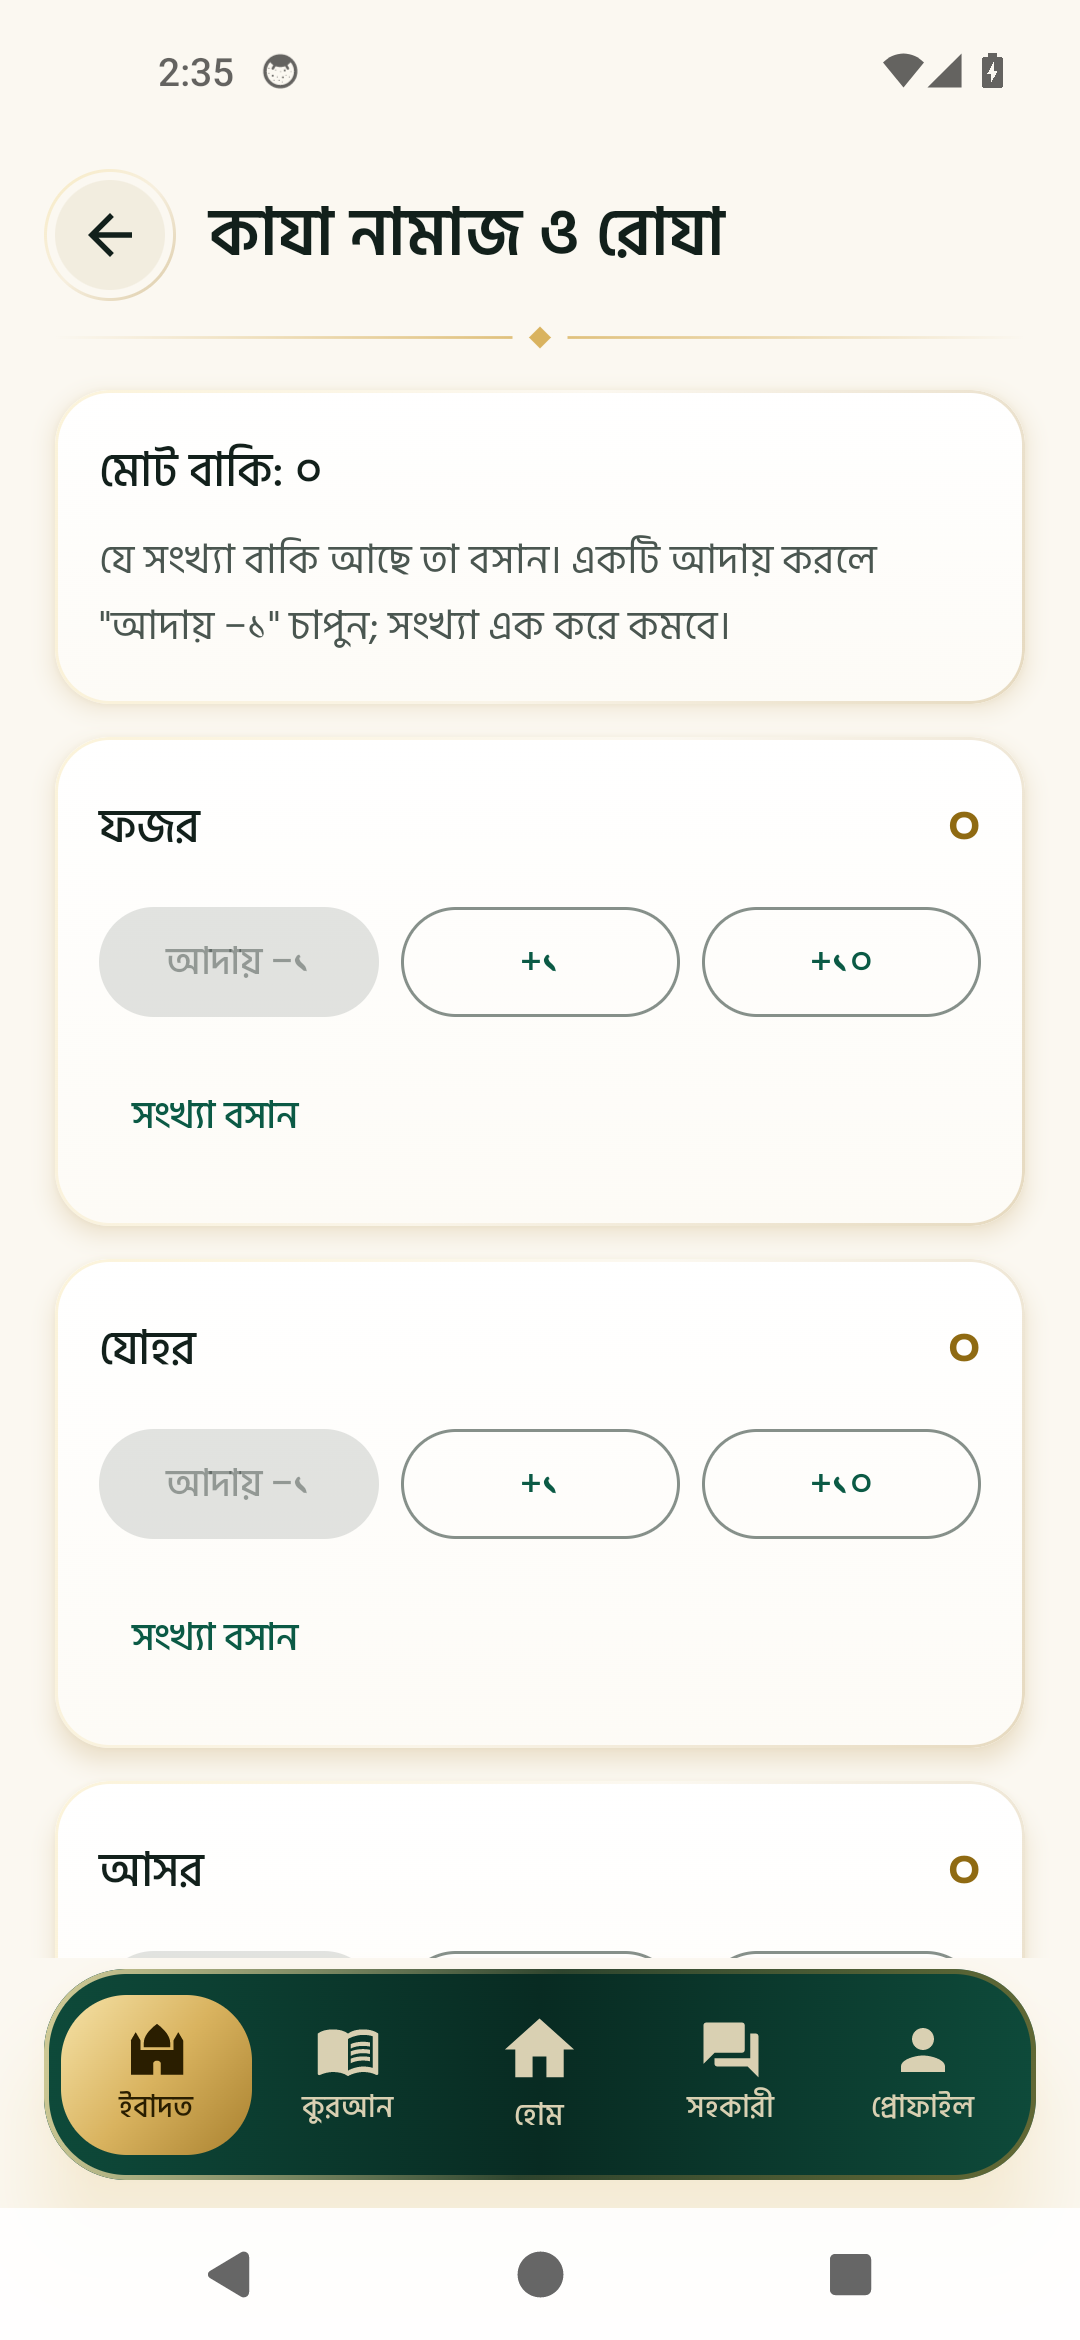 2:35
কাযা নামাজ ও রোযা
মোট বাকি: ০
যে সংখ্যা বাকি আছে তা বসান। একটি আদায় করলে
"আদায় −১" চাপুন; সংখ্যা এক করে কমবে।
ফজর
০
আদায় −১
+১
+১০
সংখ্যা বসান
যোহর
০
আদায় −১
+১
+১০
সংখ্যা বসান
আসর
০
ইবাদত
কুরআন
হোম
সহকারী
প্রোফাইল